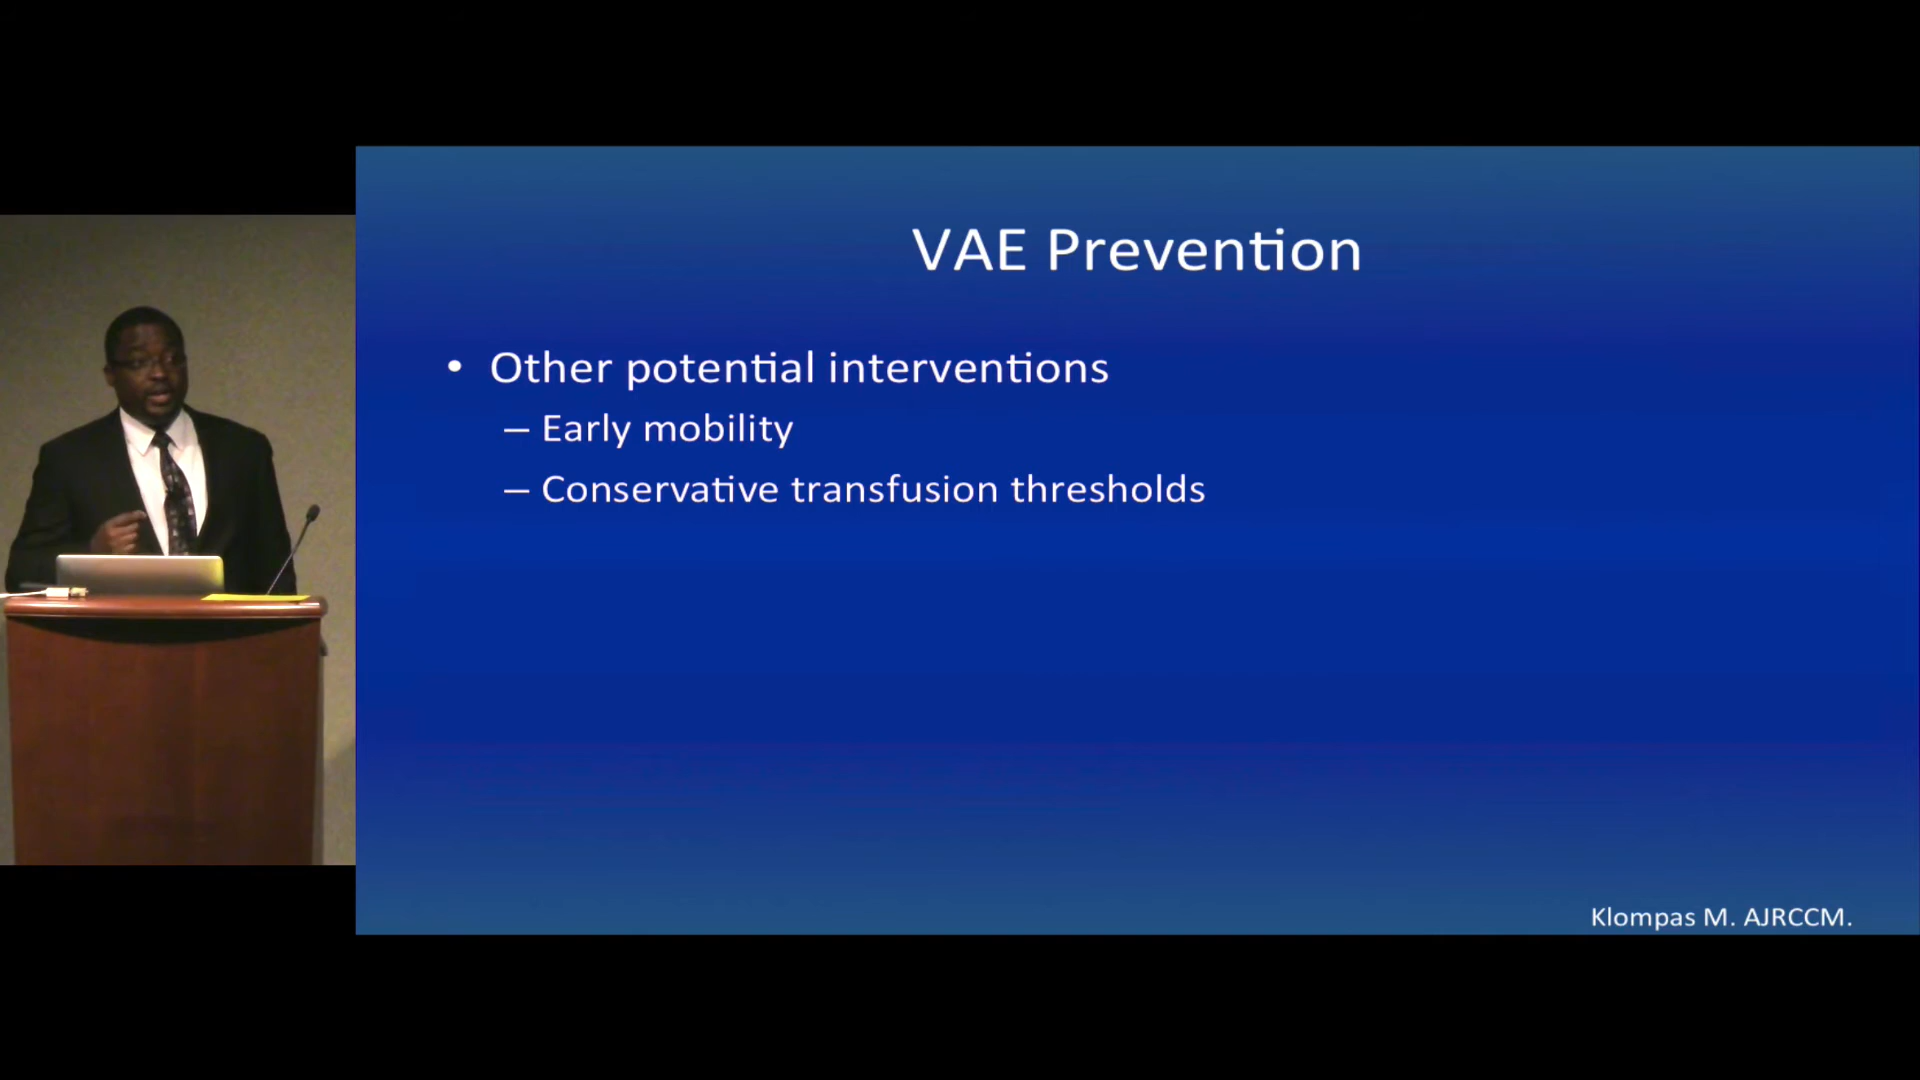 VAE Prevention
• Other potential interventions
– Early mobility
– Conservative transfusion thresholds
Klompas M. AJRCCM.